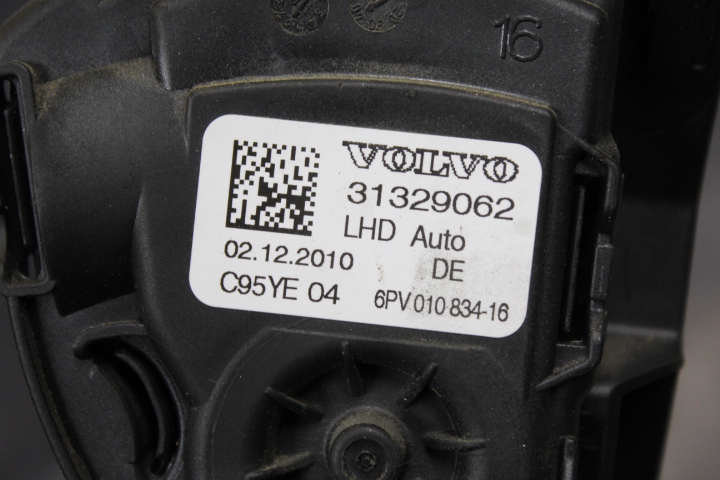 16
VOLVO
31329062
LHD Auto
02.12.2010
DE
C95YE 04
6PV 010 834-16